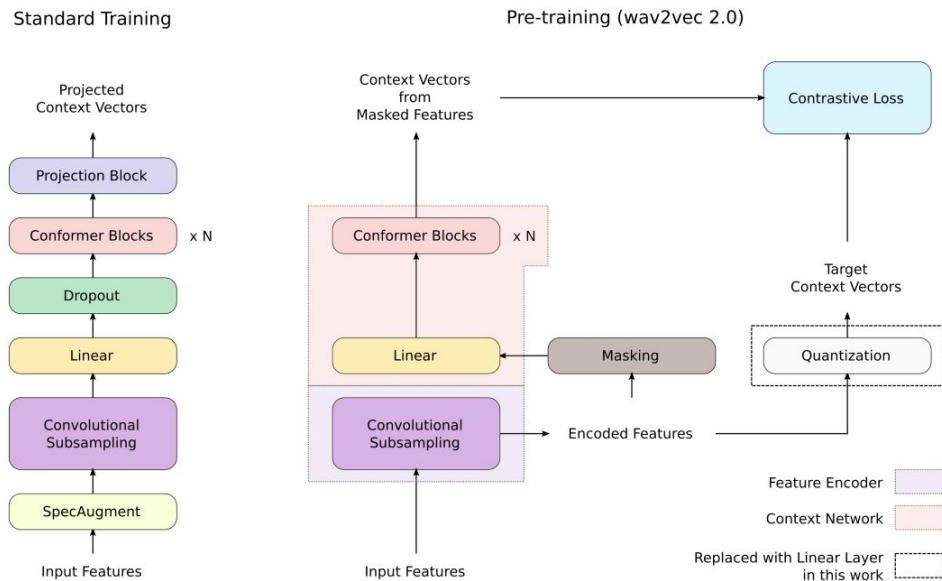 Standard Training
Projected
Context Vectors
Projection Block
Conformer Blocks
x N
Dropout
Linear
Convolutional
Subsampling
SpecAugment
Input Features
Pre-training (wav2vec 2.0)
Context Vectors
from
Masked Features
Contrastive Loss
Conformer Blocks
x N
Target
Context Vectors
Linear
Masking
Quantization
Convolutional
Subsampling
Encoded Features
Input Features
Feature Encoder
Context Network
Replaced with Linear Layer
in this work